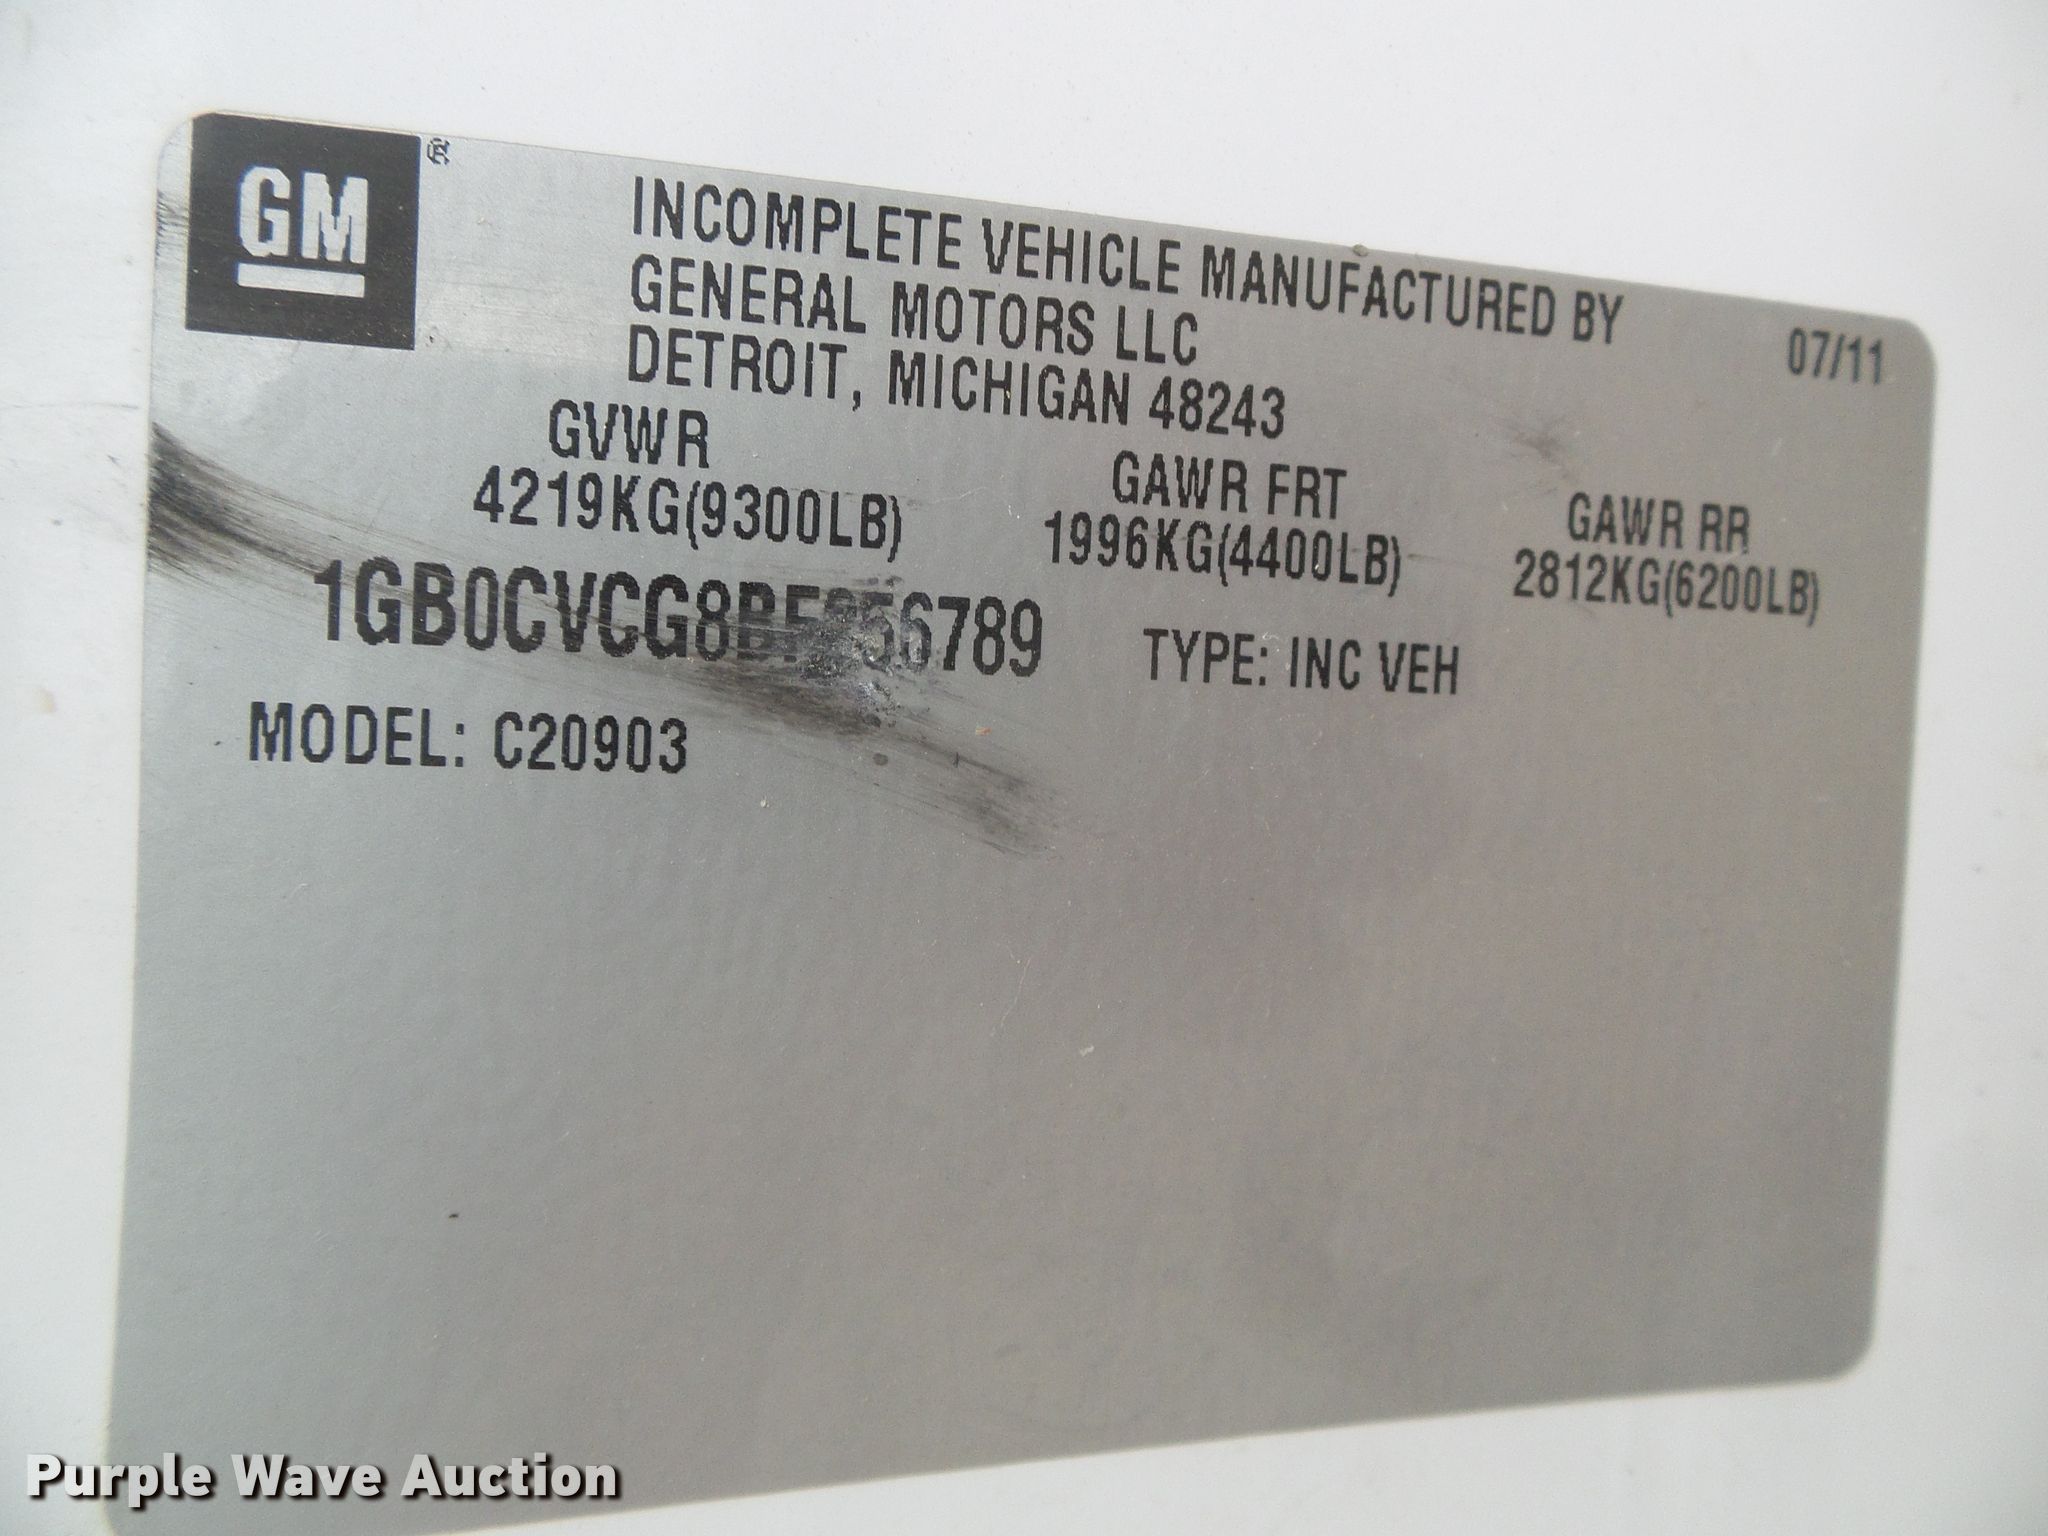 GM®
INCOMPLETE VEHICLE MANUFACTURED BY
GENERAL MOTORS LLC
DETROIT, MICHIGAN 48243
07/11
GVWR
4219KG(9300LB)
GAWR FRT
1996KG(4400LB)
GAWR RR
2812KG(6200LB)
1GB0CVCG8BF256789
TYPE: INC VEH
MODEL: C20903
Purple Wave Auction